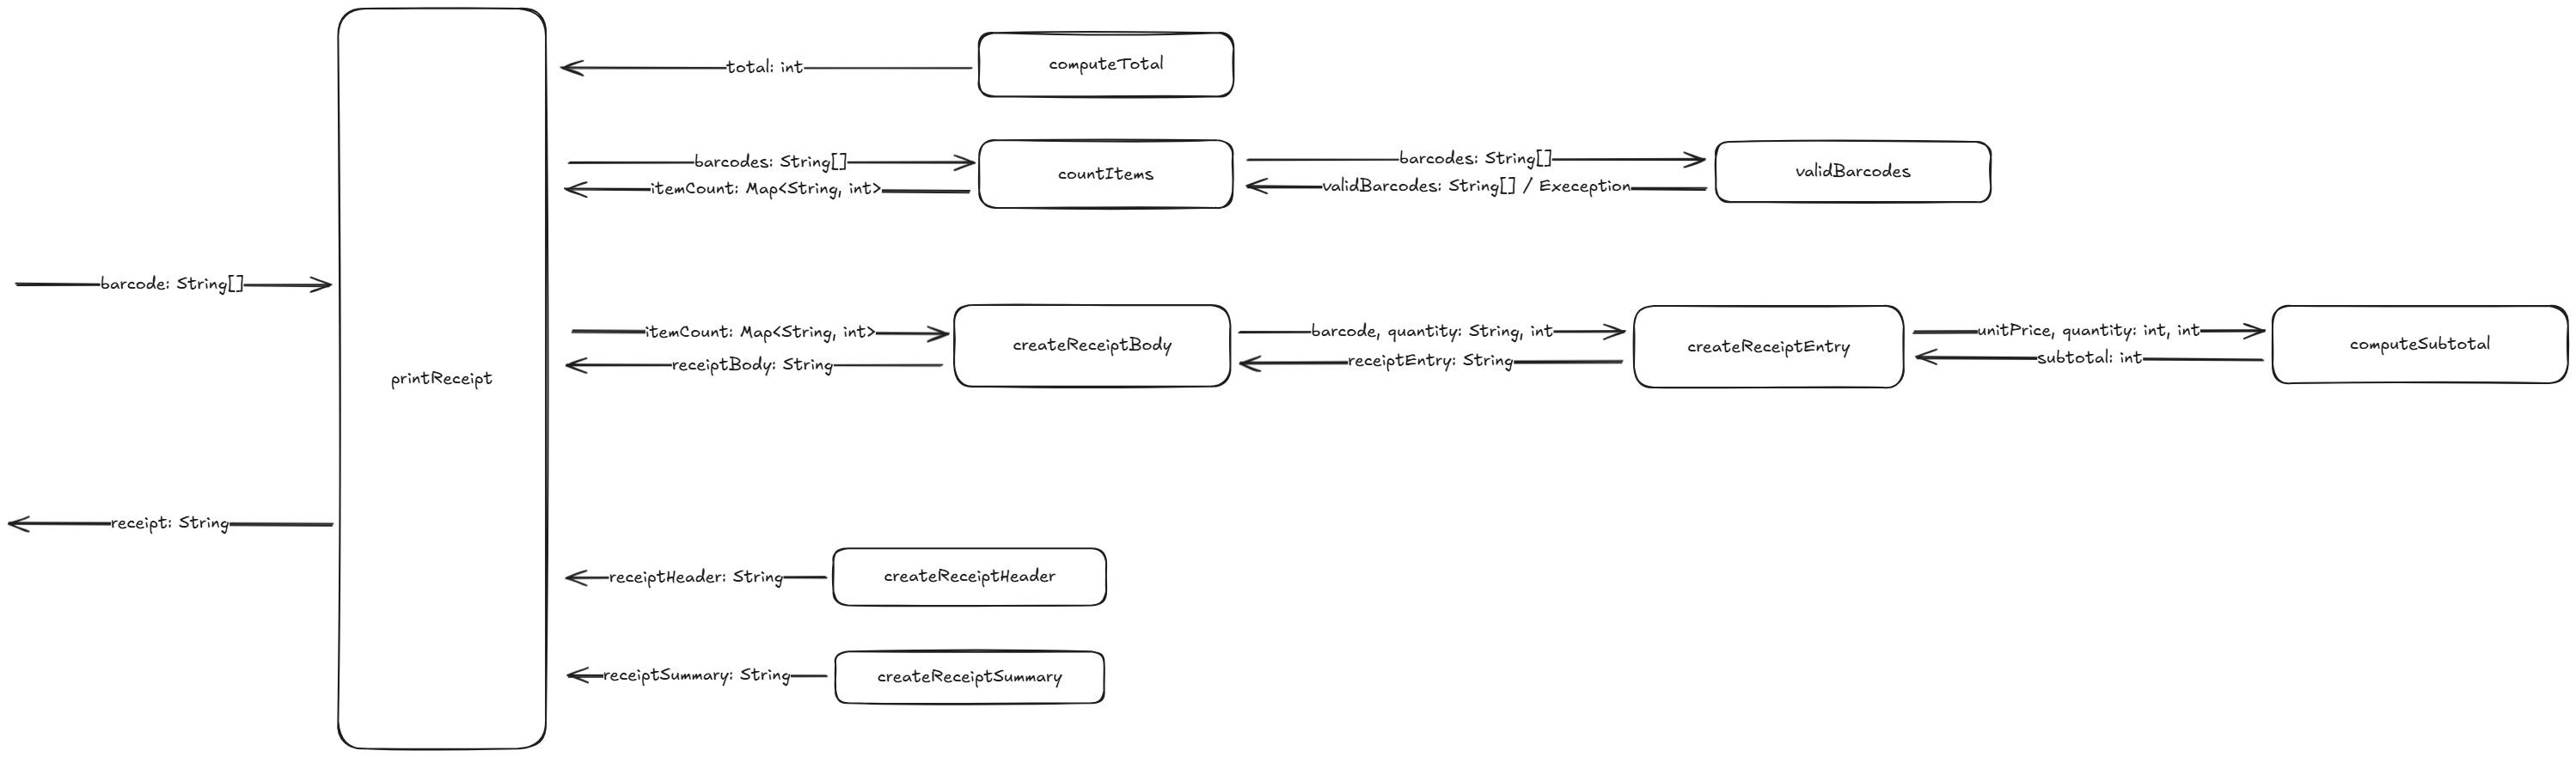 total: int
computeTotal
barcodes: String[]
itemCount: Map<String, int>
countItems
barcodes: String[]
validBarcodes: String[] / Exeception
validBarcodes
barcode: String[]
printReceipt
receipt: String
itemCount: Map<String, int>
receiptBody: String
createReceiptBody
barcode, quantity: String, int
receiptEntry: String
createReceiptEntry
unitPrice, quantity: int, int
subtotal: int
computeSubtotal
receiptHeader: String
createReceiptHeader
receiptSummary: String
createReceiptSummary